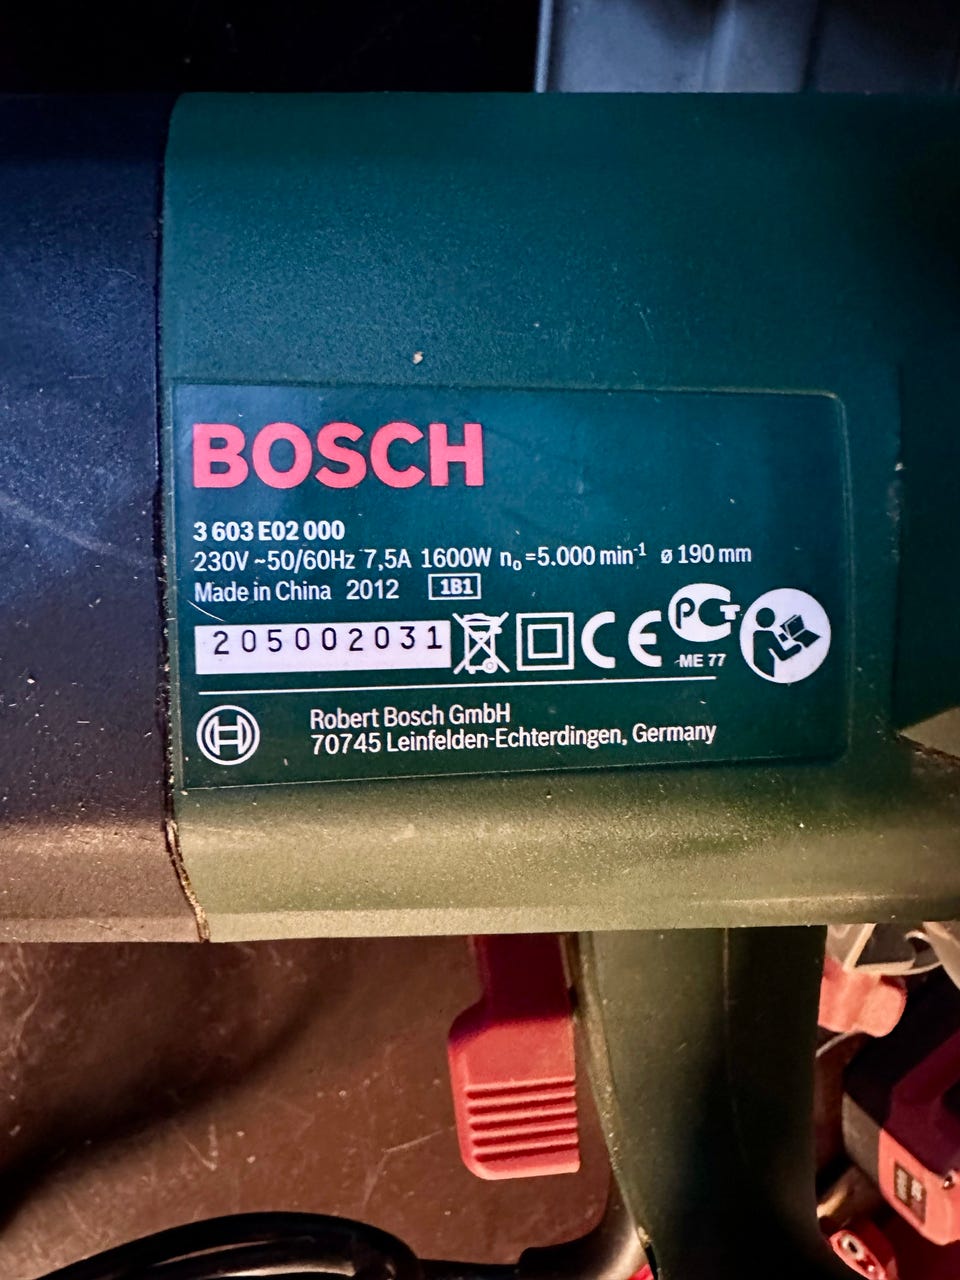 BOSCH
3 603 E02 000
230V ~50/60Hz 7,5A 1600W n₀=5.000 min⁻¹ ø 190 mm
Made in China 2012 1B1
205002031
CE PCT
ME 77
Robert Bosch GmbH
70745 Leinfelden-Echterdingen, Germany